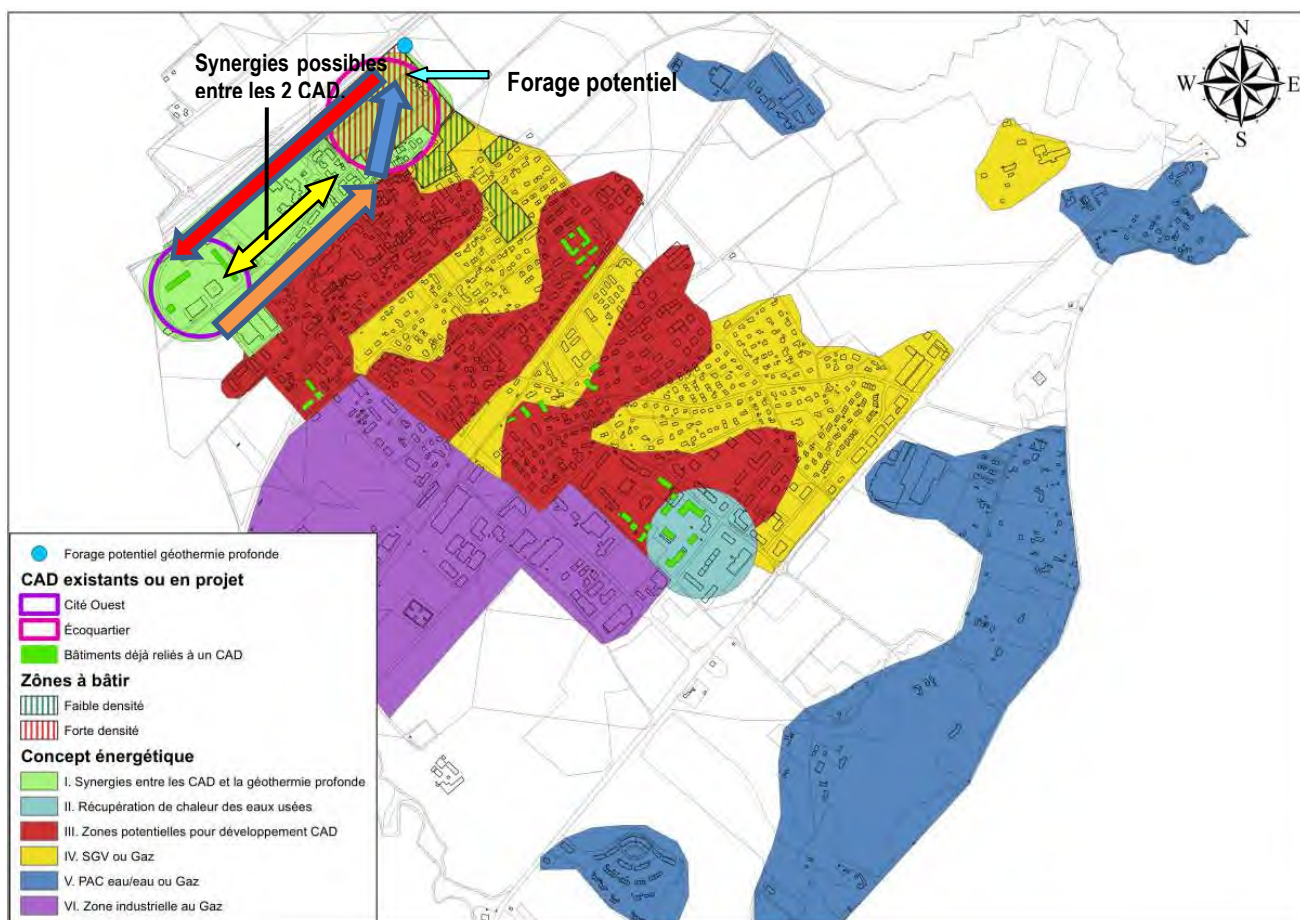 Synergies possibles
entre les 2 CAD.
Forage potentiel
N
W
E
S
Forage potentiel géothermie profonde
CAD existants ou en projet
Cité Ouest
Écoquartier
Bâtiments déjà reliés à un CAD
Zônes à bâtir
Faible densité
Forte densité
Concept énergétique
I. Synergies entre les CAD et la géothermie profonde
II. Récupération de chaleur des eaux usées
III. Zones potentielles pour développement CAD
IV. SGV ou Gaz
V. PAC eau/eau ou Gaz
VI. Zone industrielle au Gaz